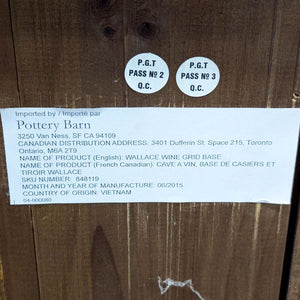 P.G.T
PASS Nº 2
Q.C.
P.G.T
PASS Nº 3
Q.C.
Imported by / Importé par
Pottery Barn
3250 Van Ness, SF CA 94109
CANADIAN DISTRIBUTION ADDRESS: 3401 Dufferin St. Space 215, Toronto
Ontario, M6A 2T9
NAME OF PRODUCT (English): WALLACE WINE GRID BASE
NAME OF PRODUCT (French Canadian): CAVE A VIN, BASE DE CASIERS ET
TIROIR WALLACE
SKU NUMBER: 848119
MONTH AND YEAR OF MANUFACTURE: 06/2015
COUNTRY OF ORIGIN: VIETNAM
04-000080